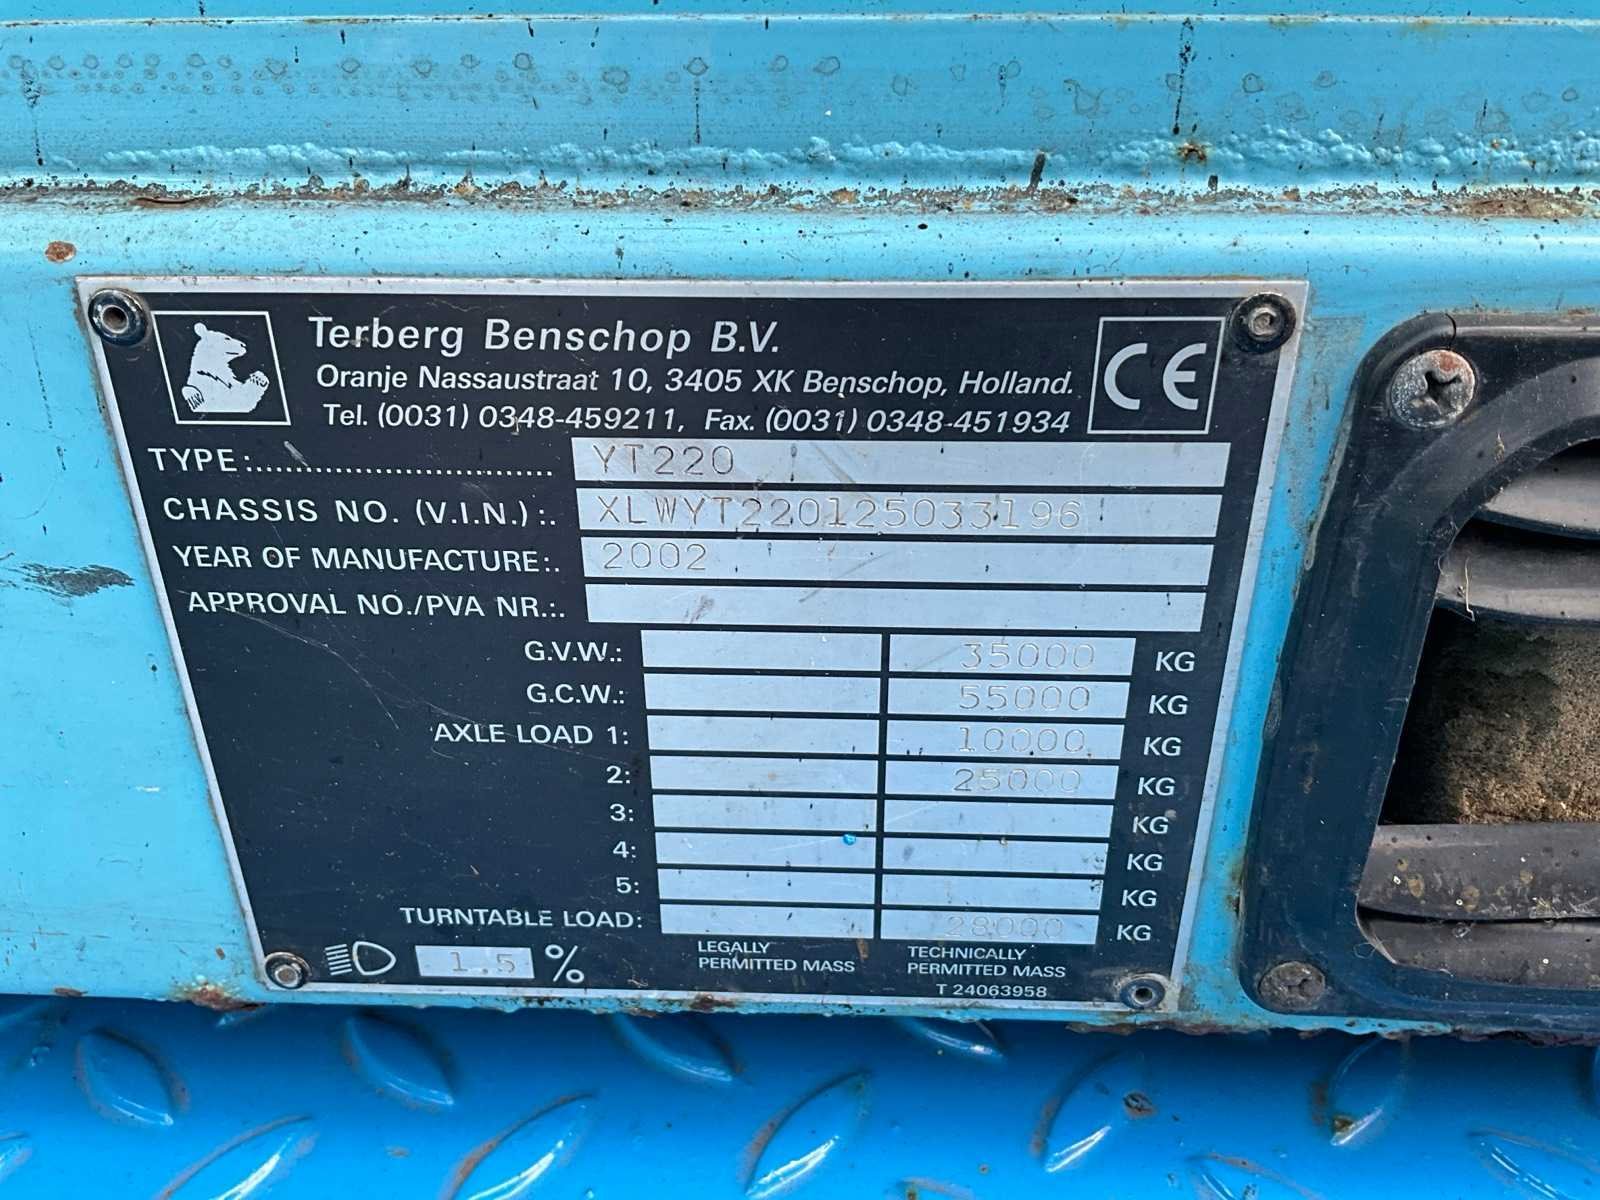 Terberg Benschop B.V.
Oranje Nassaustraat 10, 3405 XK Benschop, Holland.
Tel. (0031) 0348-459211, Fax. (0031) 0348-451934
CE
TYPE:.............................. YT220
CHASSIS NO. (V.I.N.) :. XLWYT220125033196
YEAR OF MANUFACTURE:. 2002
APPROVAL NO./PVA NR.:.
G.V.W.: 35000 KG
G.C.W.: 55000 KG
AXLE LOAD 1: 10000 KG
2: 25000 KG
3: KG
4: KG
5: KG
TURNTABLE LOAD: 28000 KG
1.5 %
LEGALLY PERMITTED MASS
TECHNICALLY PERMITTED MASS
T 24063958